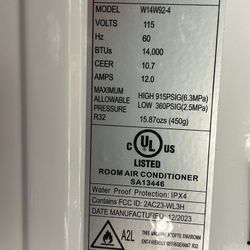 MODEL W14W92-4
VOLTS 115
Hz 60
BTUs 14,000
CEER 10.7
AMPS 12.0
MAXIMUM ALLOWABLE PRESSURE HIGH 915PSIG(6.3MPa)
LOW 360PSIG(2.5MPa)
R32 15.87ozs (450g)
C UL US
LISTED
ROOM AIR CONDITIONER
SA13446
Water Proof Protection: IPX4
Contains FCC ID: 2AC23-WL3H
DATE MANUFACTURED: 12/2023
A2L